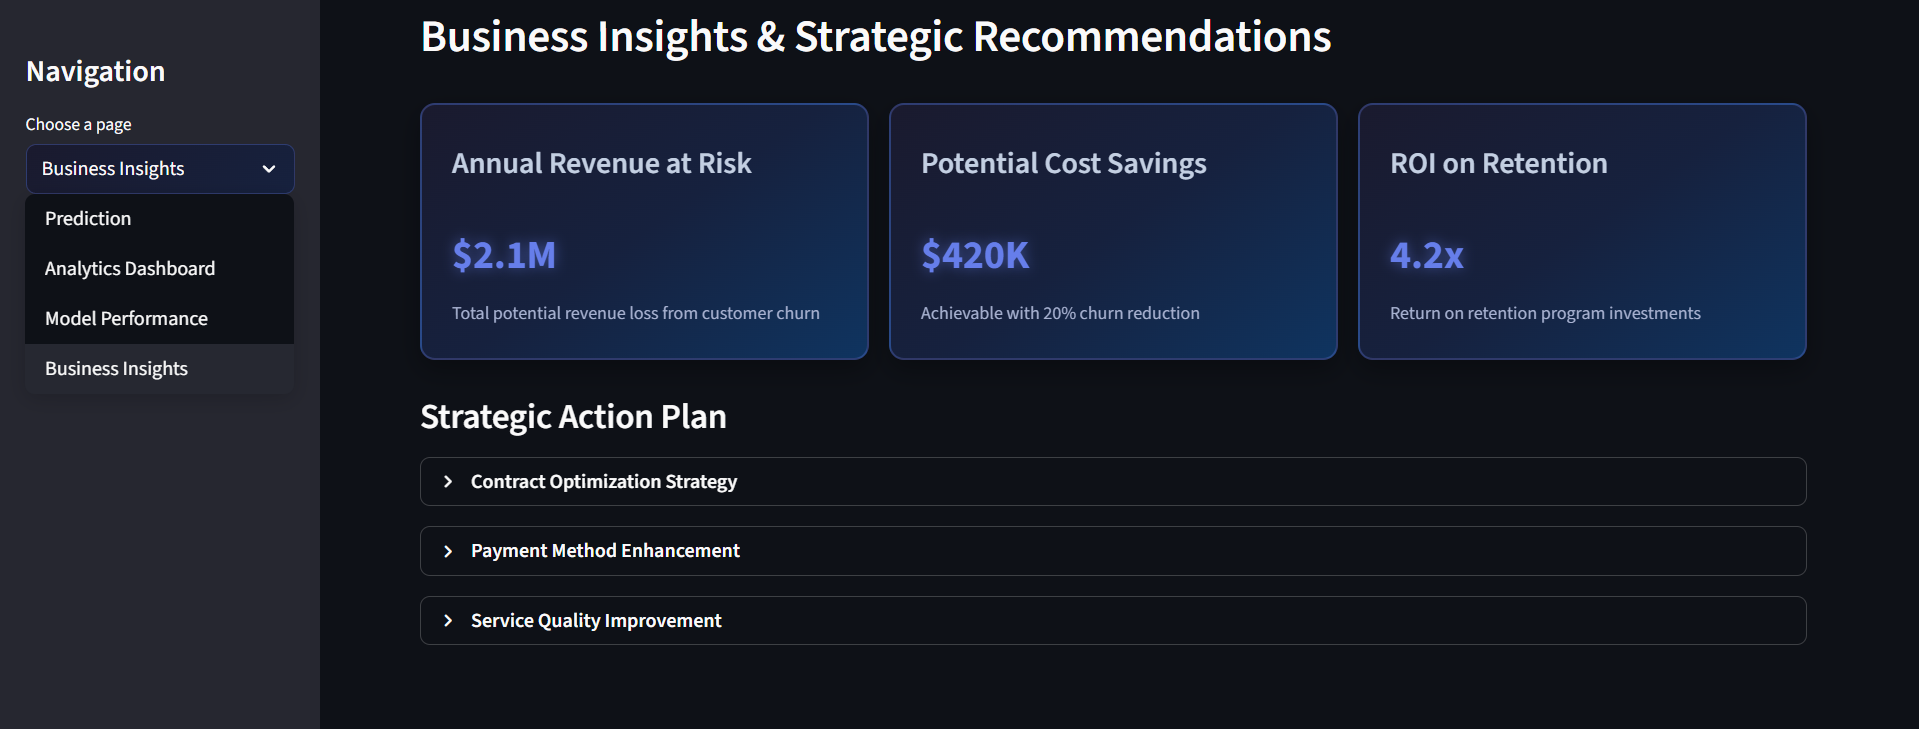 Navigation
Choose a page
Business Insights
Prediction
Analytics Dashboard
Model Performance
Business Insights
Business Insights & Strategic Recommendations
Annual Revenue at Risk
$2.1M
Total potential revenue loss from customer churn
Potential Cost Savings
$420K
Achievable with 20% churn reduction
ROI on Retention
4.2x
Return on retention program investments
Strategic Action Plan
Contract Optimization Strategy
Payment Method Enhancement
Service Quality Improvement